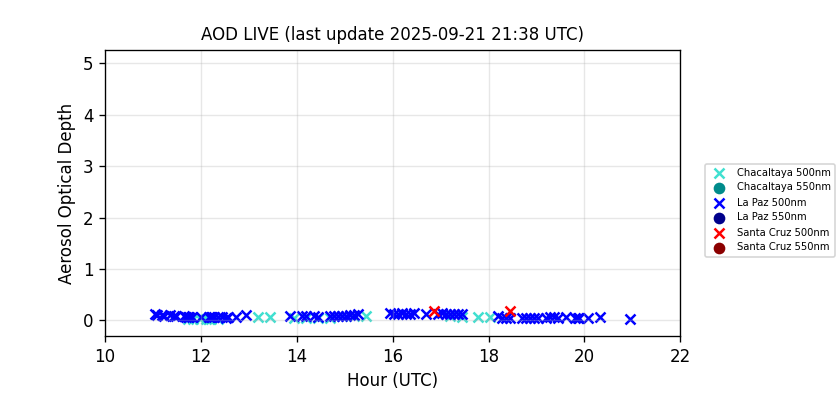 AOD LIVE (last update 2025-09-21 21:38 UTC)
Aerosol Optical Depth
5
4
3
2
1
0
10 12 14 16 18 20 22
Hour (UTC)
Chacaltaya 500nm
Chacaltaya 550nm
La Paz 500nm
La Paz 550nm
Santa Cruz 500nm
Santa Cruz 550nm